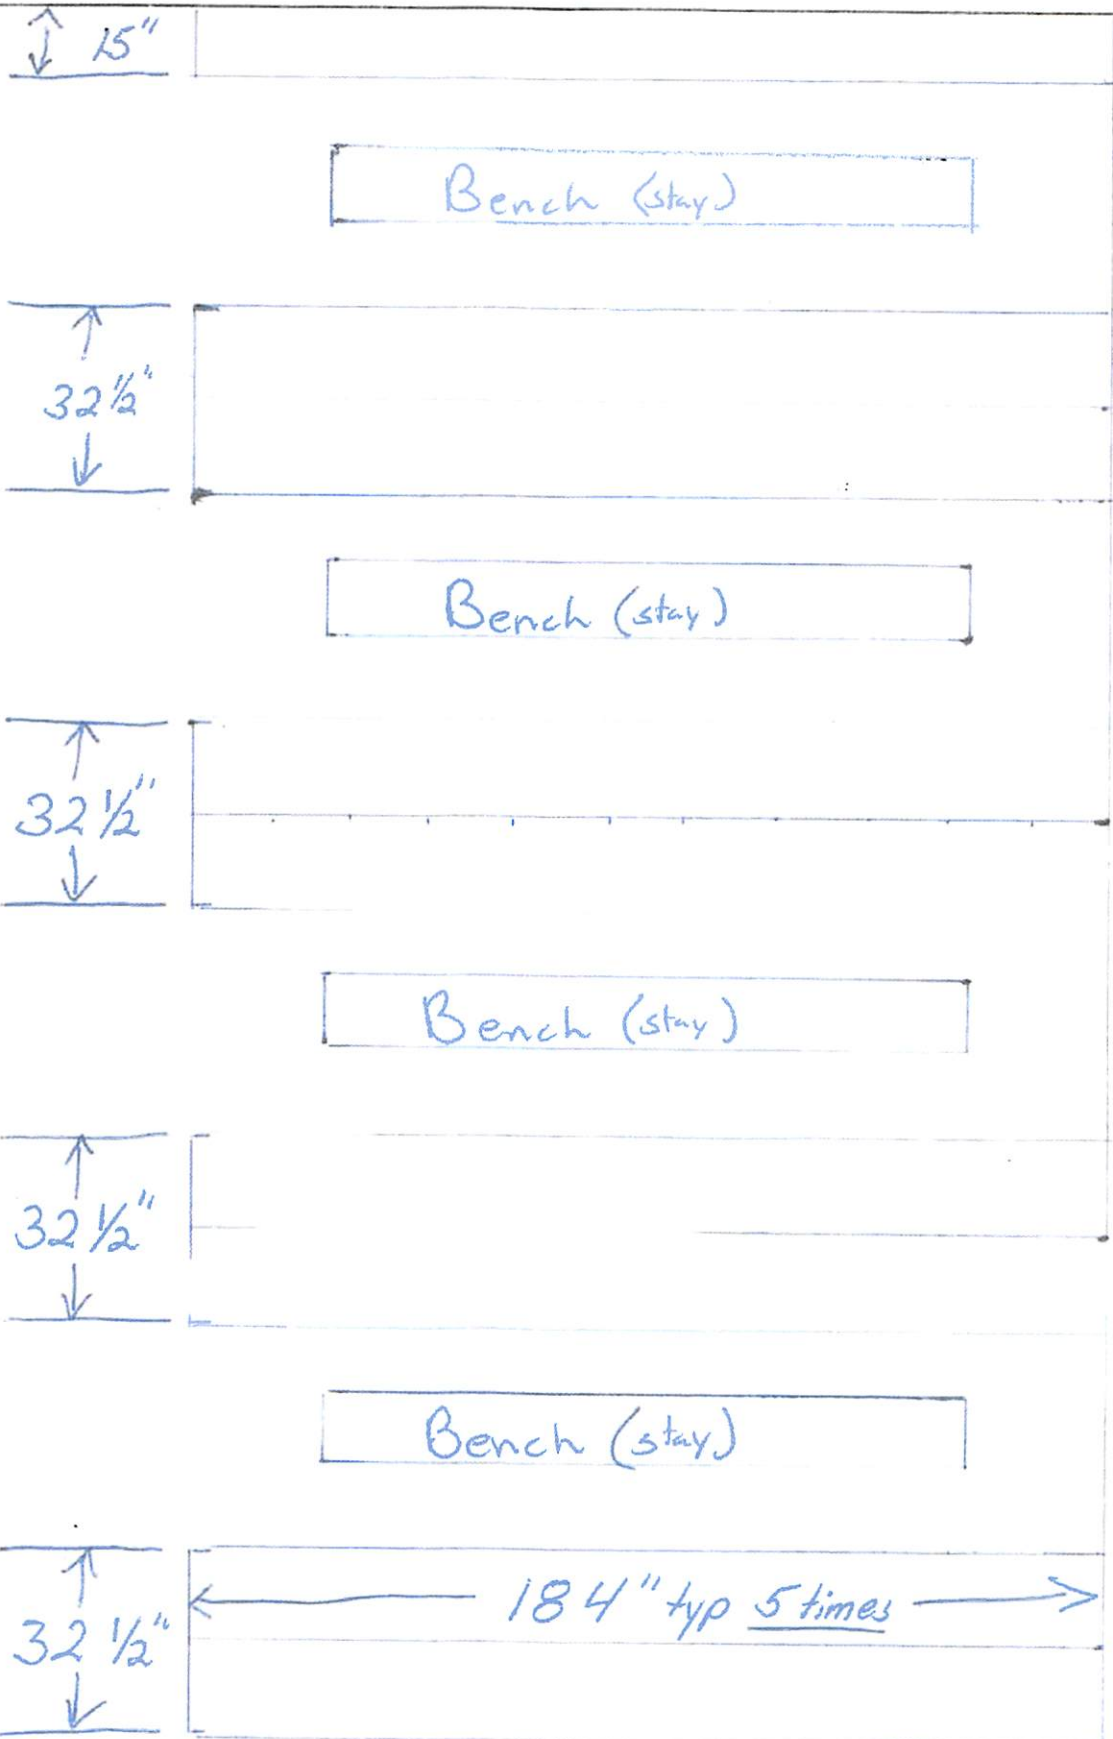 15"
Bench (stay)
32 1/2"
Bench (stay)
32 1/2"
Bench (stay)
32 1/2"
Bench (stay)
184" typ 5 times
32 1/2"